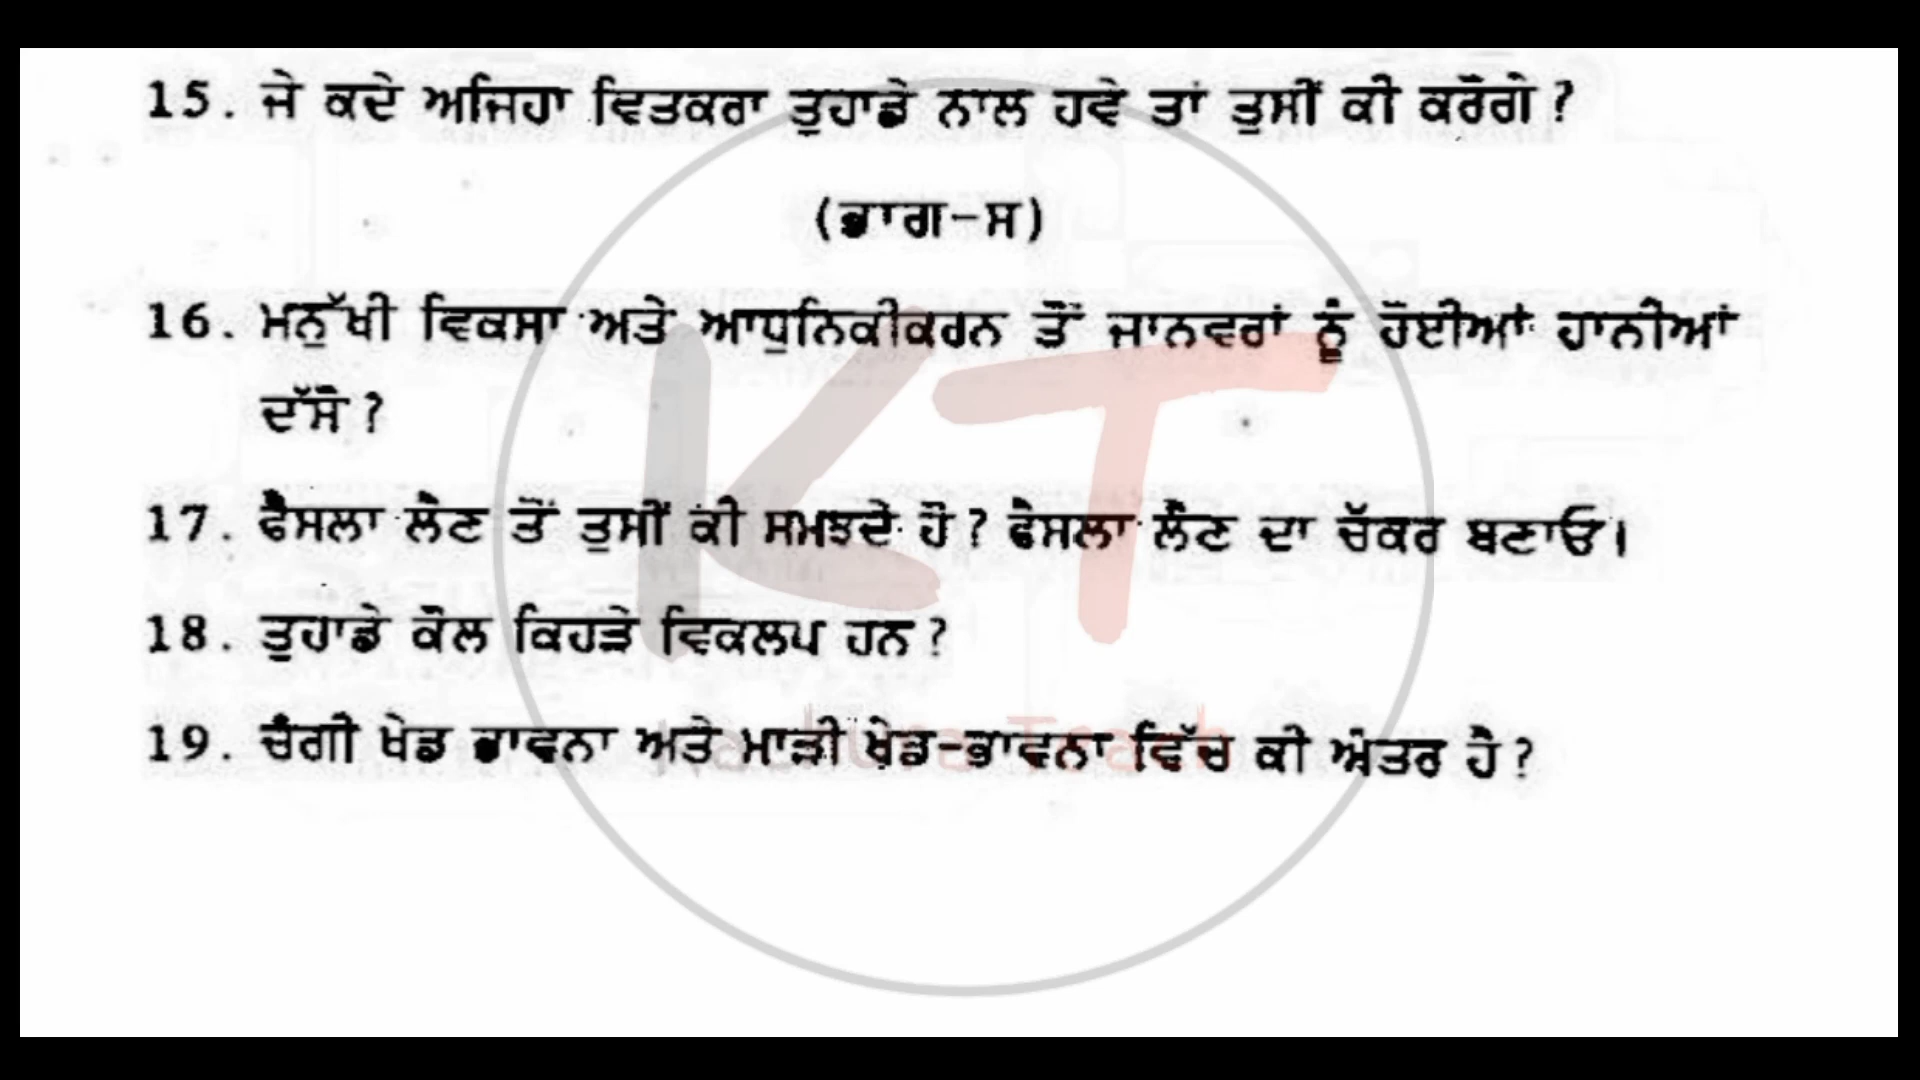 15. ਜੇ ਕਦੇ ਅਜਿਹਾ ਵਿਤਕਰਾ ਤੁਹਾਡੇ ਨਾਲ ਹਵੇ ਤਾਂ ਤੁਸੀਂ ਕੀ ਕਰੋਗੇ ?
(ਭਾਗ-ਸ)
16. ਮਨੁੱਖੀ ਵਿਕਸਾ ਅਤੇ ਆਧੁਨਿਕੀਕਰਨ ਤੋਂ ਜਾਨਵਰਾਂ ਨੂੰ ਹੋਈਆਂ ਹਾਨੀਆਂ
ਦੱਸੋ ?
17. ਫੈਸਲਾ ਲੈਣ ਤੋਂ ਤੁਸੀਂ ਕੀ ਸਮਝਦੇ ਹੋ ? ਫੈਸਲਾ ਲੈਣ ਦਾ ਚੱਕਰ ਬਣਾਓ।
18. ਤੁਹਾਡੇ ਕੋਲ ਕਿਹੜੇ ਵਿਕਲਪ ਹਨ ?
19. ਚੰਗੀ ਖੇਡ ਭਾਵਨਾ ਅਤੇ ਮਾੜੀ ਖੇਡ-ਭਾਵਨਾ ਵਿੱਚ ਕੀ ਅੰਤਰ ਹੈ ?
KT